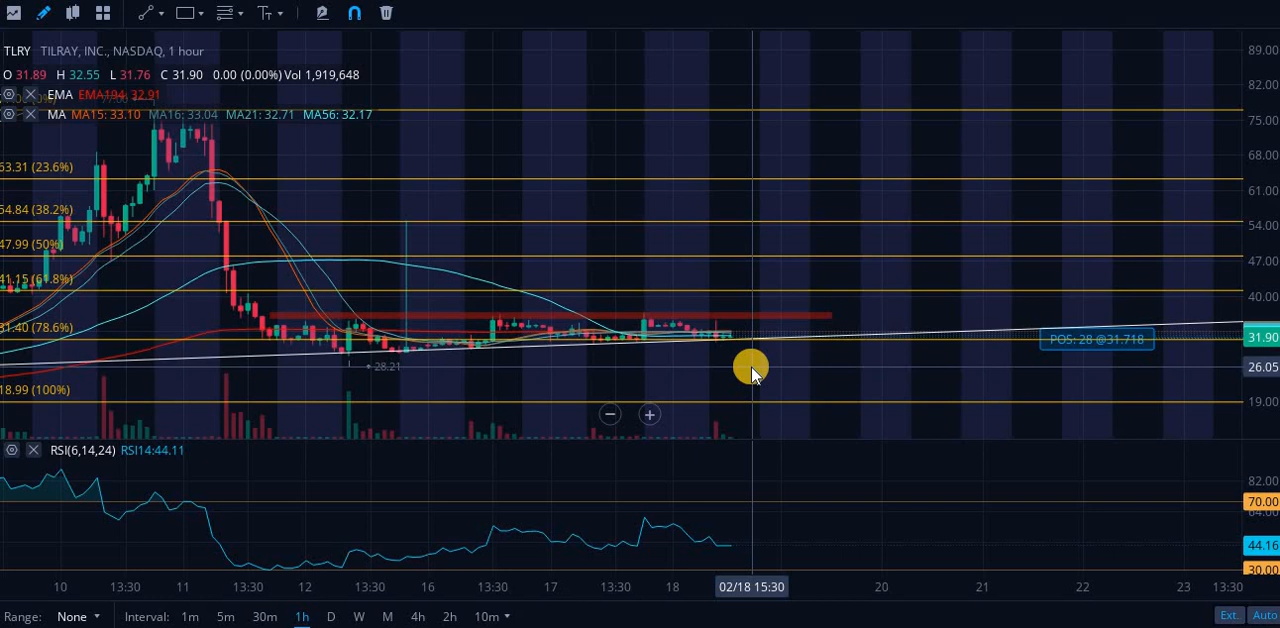 TLRY TILRAY, INC., NASDAQ, 1 hour
O 31.89 H 32.55 L 31.76 C 31.90 0.00 (0.00%) Vol 1,919,648
EMA EMA194: 32.91
MA MA15: 33.10 MA16: 33.04 MA21: 32.71 MA56: 32.17
63.31 (23.6%)
54.84 (38.2%)
47.99 (50%)
41.15 (61.8%)
31.40 (78.6%)
18.99 (100%)
28.21
POS: 28 @31.718
89.00
82.00
75.00
68.00
61.00
54.00
47.00
40.00
31.90
26.05
19.00
RSI(6,14,24) RSI14:44.11
82.00
70.00
64.00
44.16
30.00
10 13:30 11 13:30 12 13:30 16 13:30 17 13:30 18 02/18 15:30 20 21 22 23 13:30
Range: None Interval: 1m 5m 30m 1h D W M 4h 2h 10m Ext. Auto